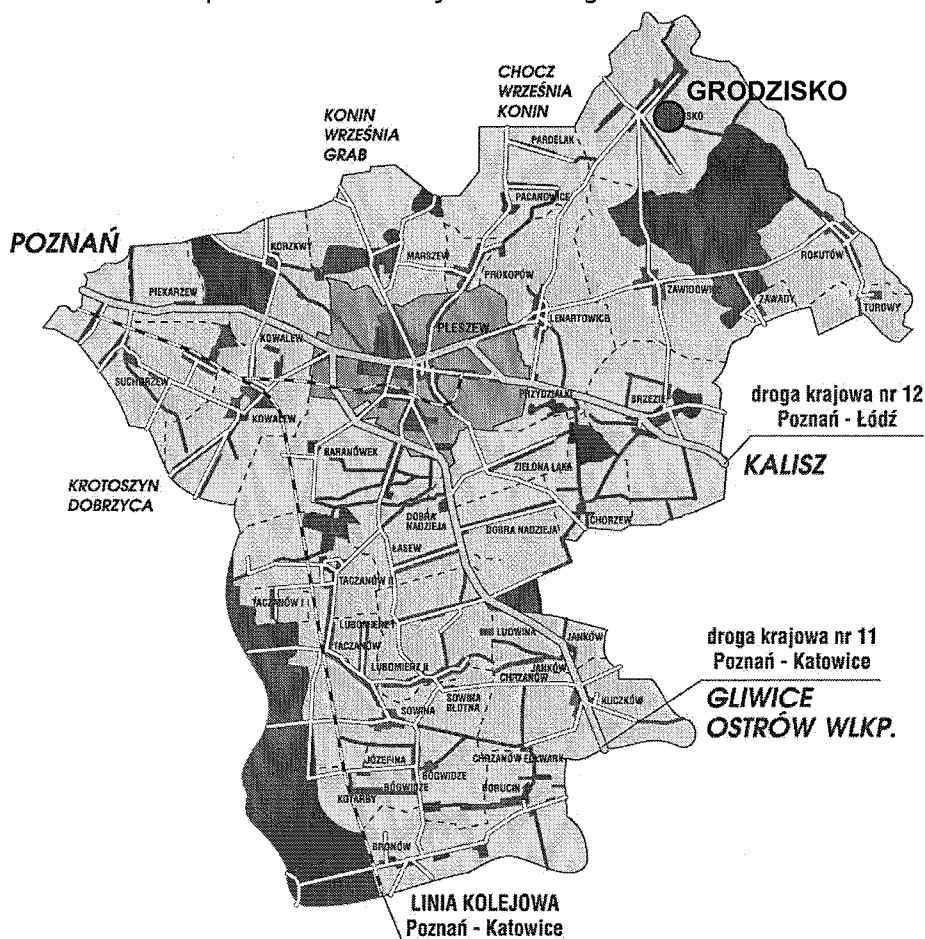 GRODZISKO
SKO
CHOCZ
WRZEŚNIA
KONIN
KONIN
WRZEŚNIA
GRAB
PARDELAK
PACANOWICE
POZNAŃ
KORZKWY
MARSZEW
PROKOPÓW
ROKUTÓW
PIEKARZEW
ZAWIDOWICE
ZAWADY
TUROWY
PLESZEW
LENARTOWICE
KOWALEW
SUCHORZEW
KOWALEW
PRZYDZIAŁKI
BRZEZIE
droga krajowa nr 12
Poznań - Łódź
KALISZ
BARANÓWEK
ZIELONA ŁĄKA
KROTOSZYN
DOBRZYCA
DOBRA
NADZIEJA
DOBRA NADZIEJA
CHORZEW
ŁASEW
TACZANÓW II
TACZANÓW I
LUBOMIERZ
TACZANÓW
LUDWINA
JANKÓW
droga krajowa nr 11
Poznań - Katowice
LUBOMIERZ II
JANKÓW
CHRZANÓW
SOWINA
BŁOTNA
KUCZKÓW
GLIWICE
OSTRÓW WLKP.
SOWINA
JÓZEFINA
CHRZANÓW FOLWARK
BÓGWIDZE
KOTARBY
BÓGWIDZE
BORUCIN
BRONÓW
LINIA KOLEJOWA
Poznań - Katowice